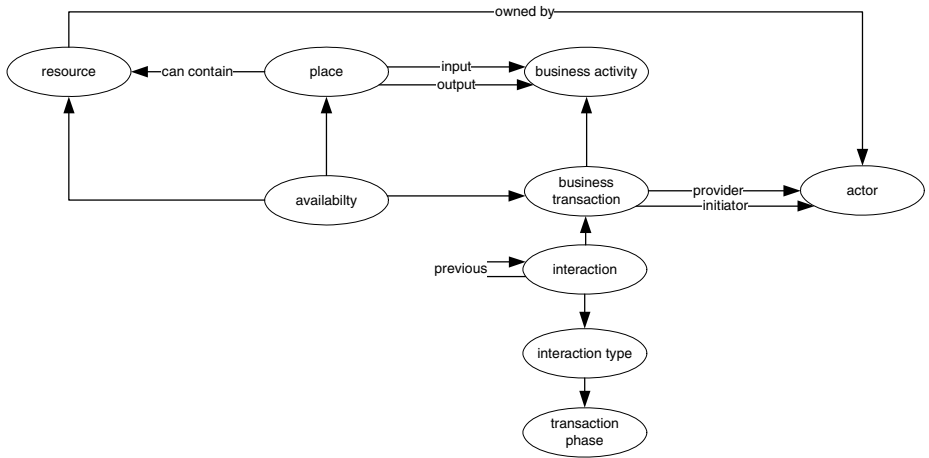 owned by
resource
can contain
place
input
output
business activity
availabilty
business
transaction
provider
initiator
actor
previous
interaction
interaction type
transaction
phase